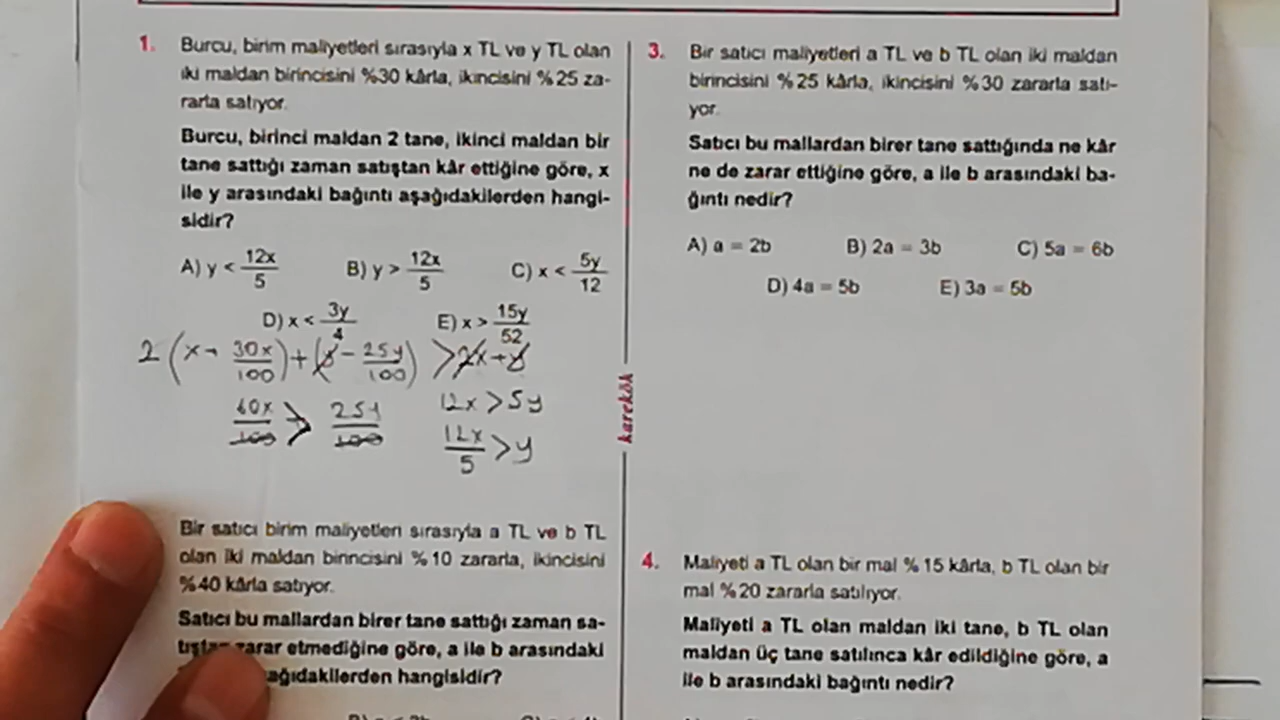 1. Burcu, birim maliyetleri sırasıyla x TL ve y TL olan
iki maldan birincisini %30 kârla, ikincisini %25 za-
rarla satıyor.
Burcu, birinci maldan 2 tane, ikinci maldan bir
tane sattığı zaman satıştan kâr ettiğine göre, x
ile y arasındaki bağıntı aşağıdakilerden hangi-
sidir?
A) y < 12x/5 B) y > 12x/5 C) x < 5y/12
D) x < 3y/4 E) x > 15y/52
2 (x + 30x/100) + (y - 25y/100) > 2x + y
60x/100 > 25y/100
12x > 5y
12x/5 > y
Bir satıcı birim maliyetleri sırasıyla a TL ve b TL
olan iki maldan birincisini %10 zararla, ikincisini
%40 kârla satıyor.
Satıcı bu mallardan birer tane sattığı zaman sa-
tıştan zarar etmediğine göre, a ile b arasındaki
ağıdakilerden hangisidir?
karekök
3. Bir satıcı maliyetleri a TL ve b TL olan iki maldan
birincisini %25 kârla, ikincisini %30 zararla satı-
yor.
Satıcı bu mallardan birer tane sattığında ne kâr
ne de zarar ettiğine göre, a ile b arasındaki ba-
ğıntı nedir?
A) a = 2b B) 2a = 3b C) 5a = 6b
D) 4a = 5b E) 3a = 5b
4. Maliyeti a TL olan bir mal %15 kârla, b TL olan bir
mal %20 zararla satılıyor.
Maliyeti a TL olan maldan iki tane, b TL olan
maldan üç tane satılınca kâr edildiğine göre, a
ile b arasındaki bağıntı nedir?